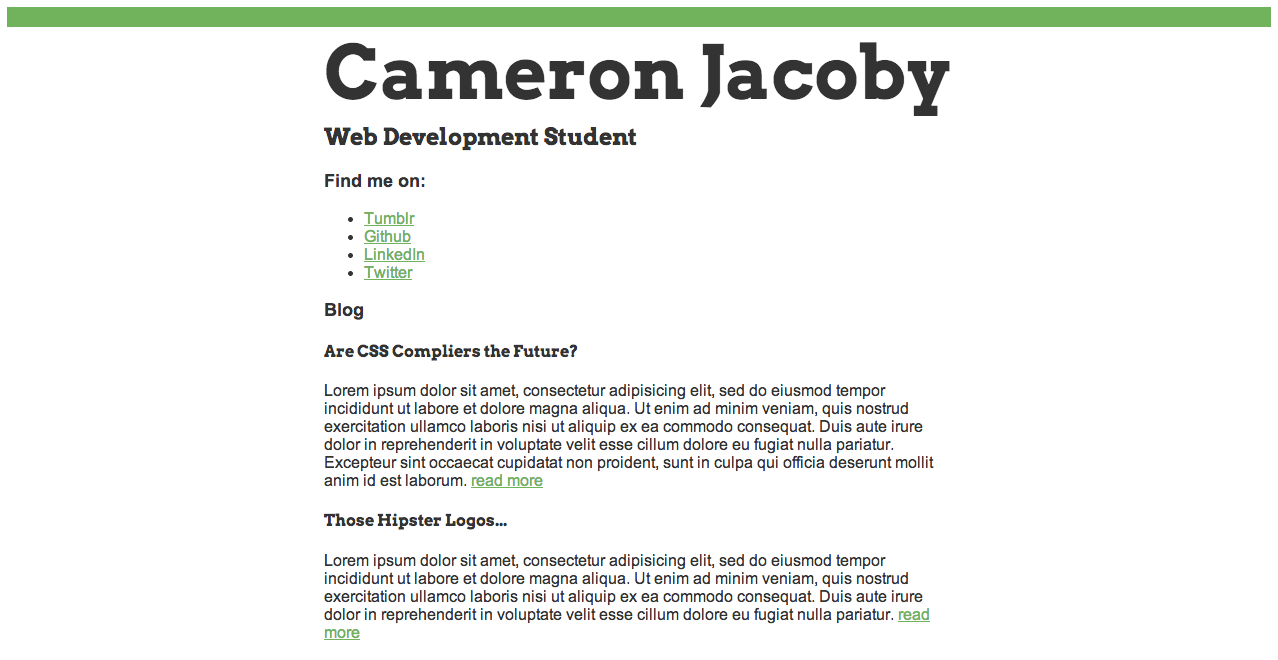 Cameron Jacoby
Web Development Student
Find me on:
• Tumblr
• Github
• LinkedIn
• Twitter
Blog
Are CSS Compliers the Future?
Lorem ipsum dolor sit amet, consectetur adipisicing elit, sed do eiusmod tempor
incididunt ut labore et dolore magna aliqua. Ut enim ad minim veniam, quis nostrud
exercitation ullamco laboris nisi ut aliquip ex ea commodo consequat. Duis aute irure
dolor in reprehenderit in voluptate velit esse cillum dolore eu fugiat nulla pariatur.
Excepteur sint occaecat cupidatat non proident, sunt in culpa qui officia deserunt mollit
anim id est laborum. read more
Those Hipster Logos...
Lorem ipsum dolor sit amet, consectetur adipisicing elit, sed do eiusmod tempor
incididunt ut labore et dolore magna aliqua. Ut enim ad minim veniam, quis nostrud
exercitation ullamco laboris nisi ut aliquip ex ea commodo consequat. Duis aute irure
dolor in reprehenderit in voluptate velit esse cillum dolore eu fugiat nulla pariatur. read
more